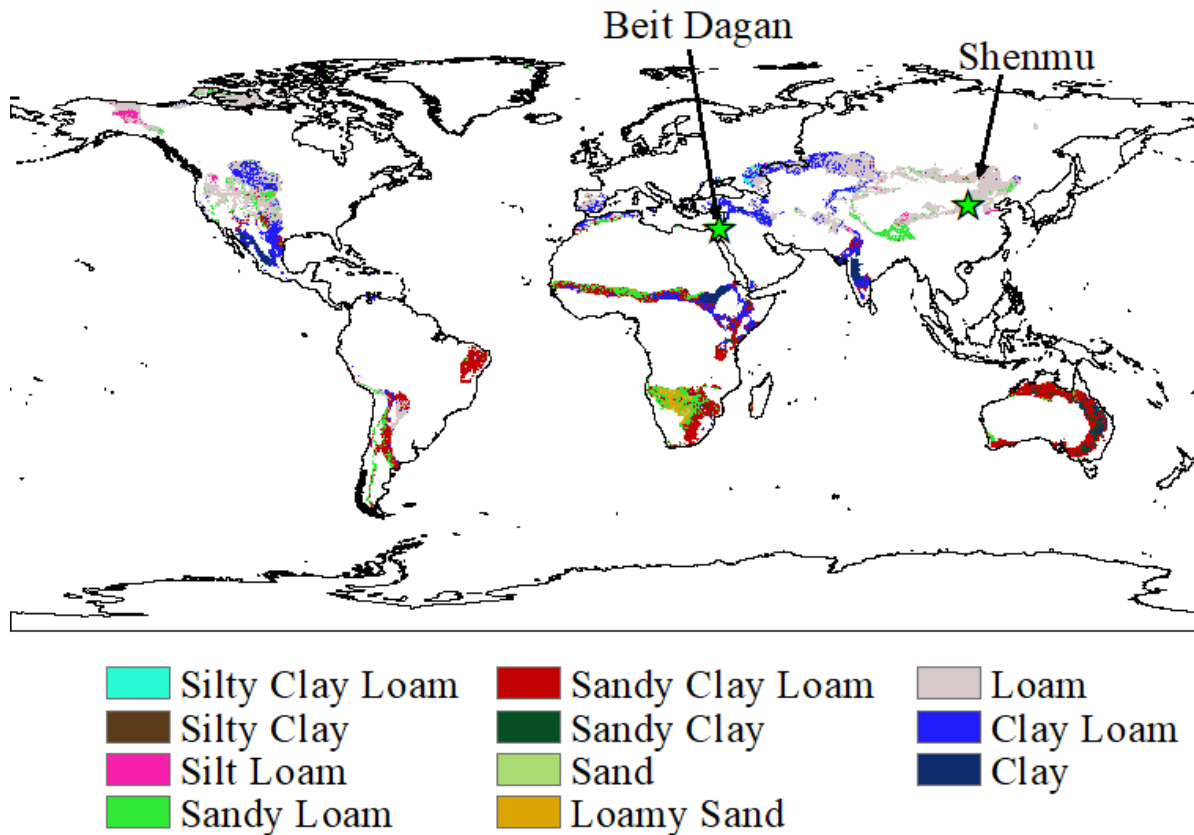 Beit Dagan
Shenmu
Silty Clay Loam
Sandy Clay Loam
Loam
Silty Clay
Sandy Clay
Clay Loam
Silt Loam
Sand
Clay
Sandy Loam
Loamy Sand